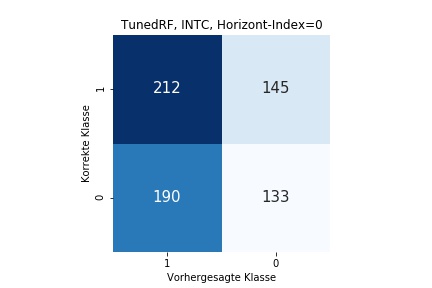 TunedRF, INTC, Horizont-Index=0
Korrekte Klasse
1
212
145
0
190
133
1
0
Vorhergesagte Klasse